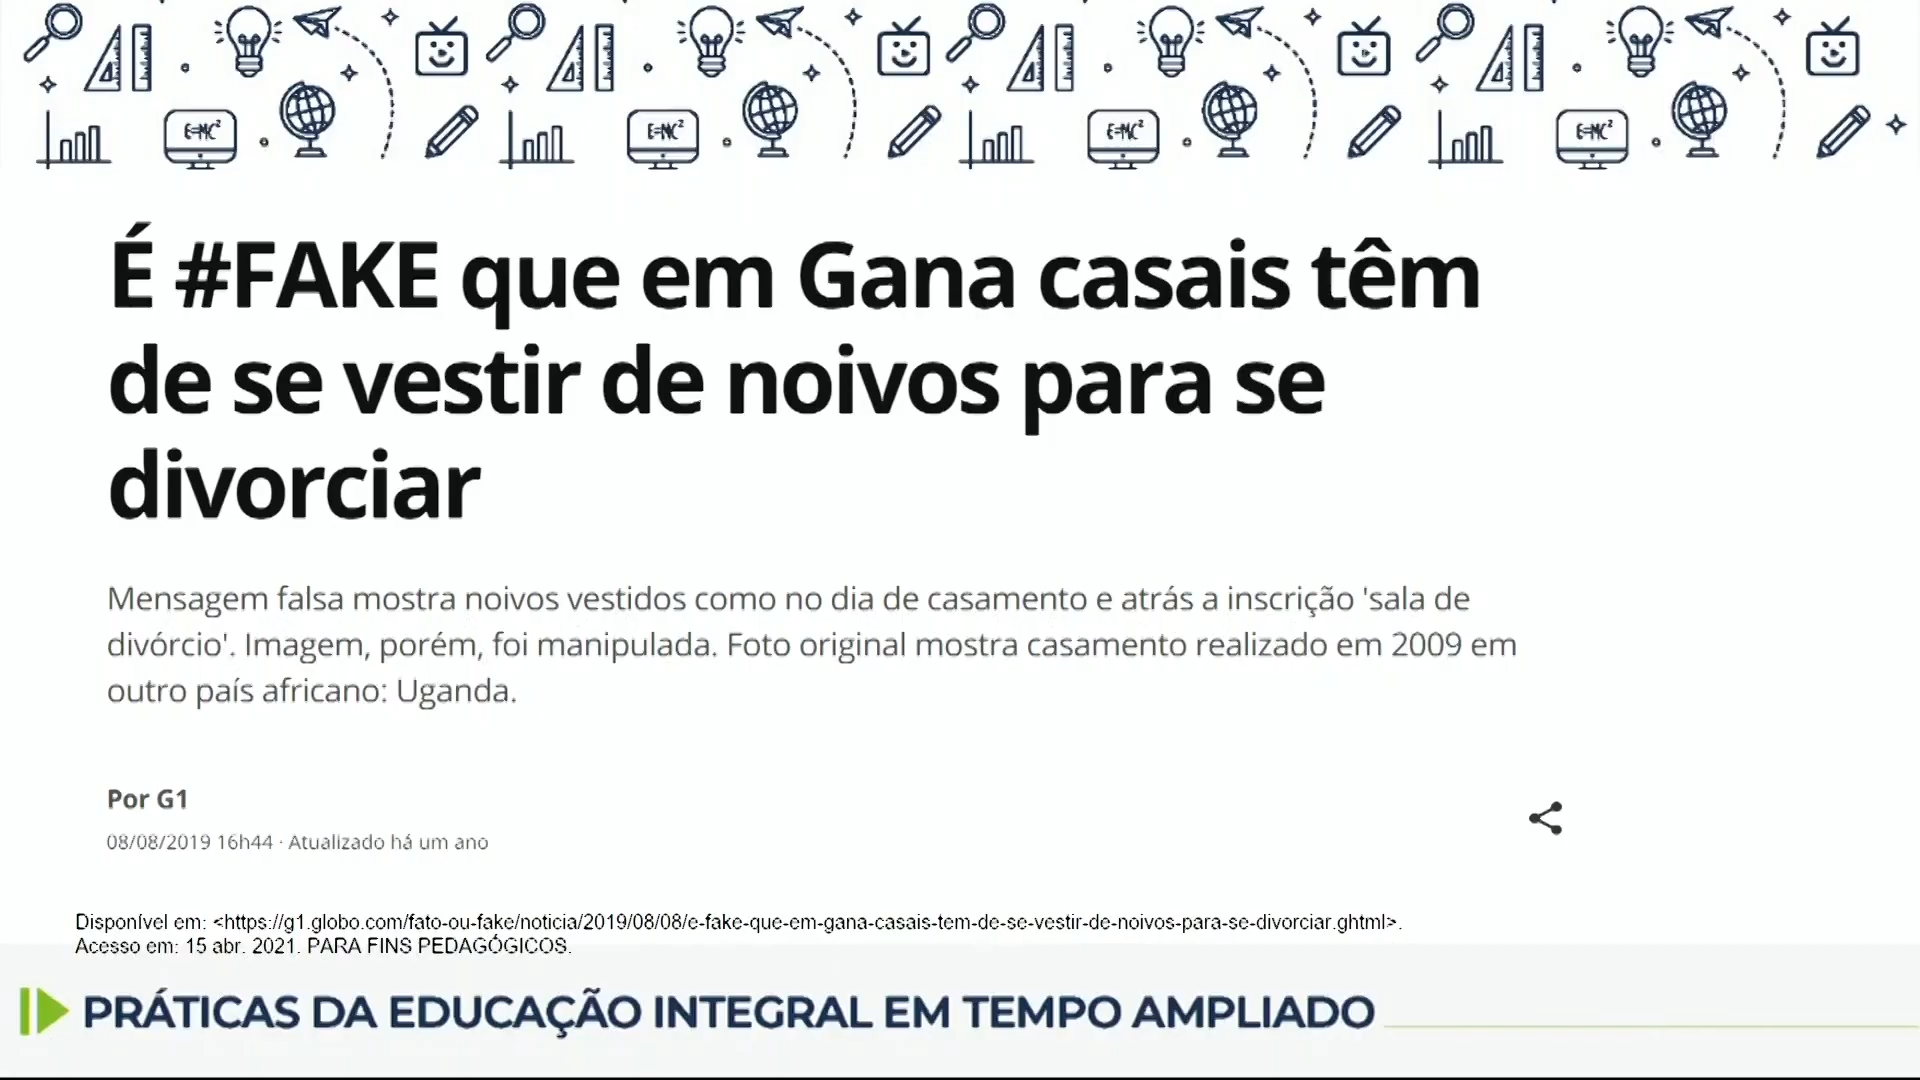 E=MC² E=MC² E=MC² E=MC²
É #FAKE que em Gana casais têm
de se vestir de noivos para se
divorciar
Mensagem falsa mostra noivos vestidos como no dia de casamento e atrás a inscrição 'sala de
divórcio'. Imagem, porém, foi manipulada. Foto original mostra casamento realizado em 2009 em
outro país africano: Uganda.
Por G1
08/08/2019 16h44 · Atualizado há um ano
Disponível em: <https://g1.globo.com/fato-ou-fake/noticia/2019/08/08/e-fake-que-em-gana-casais-tem-de-se-vestir-de-noivos-para-se-divorciar.ghtml>.
Acesso em: 15 abr. 2021. PARA FINS PEDAGÓGICOS.
PRÁTICAS DA EDUCAÇÃO INTEGRAL EM TEMPO AMPLIADO